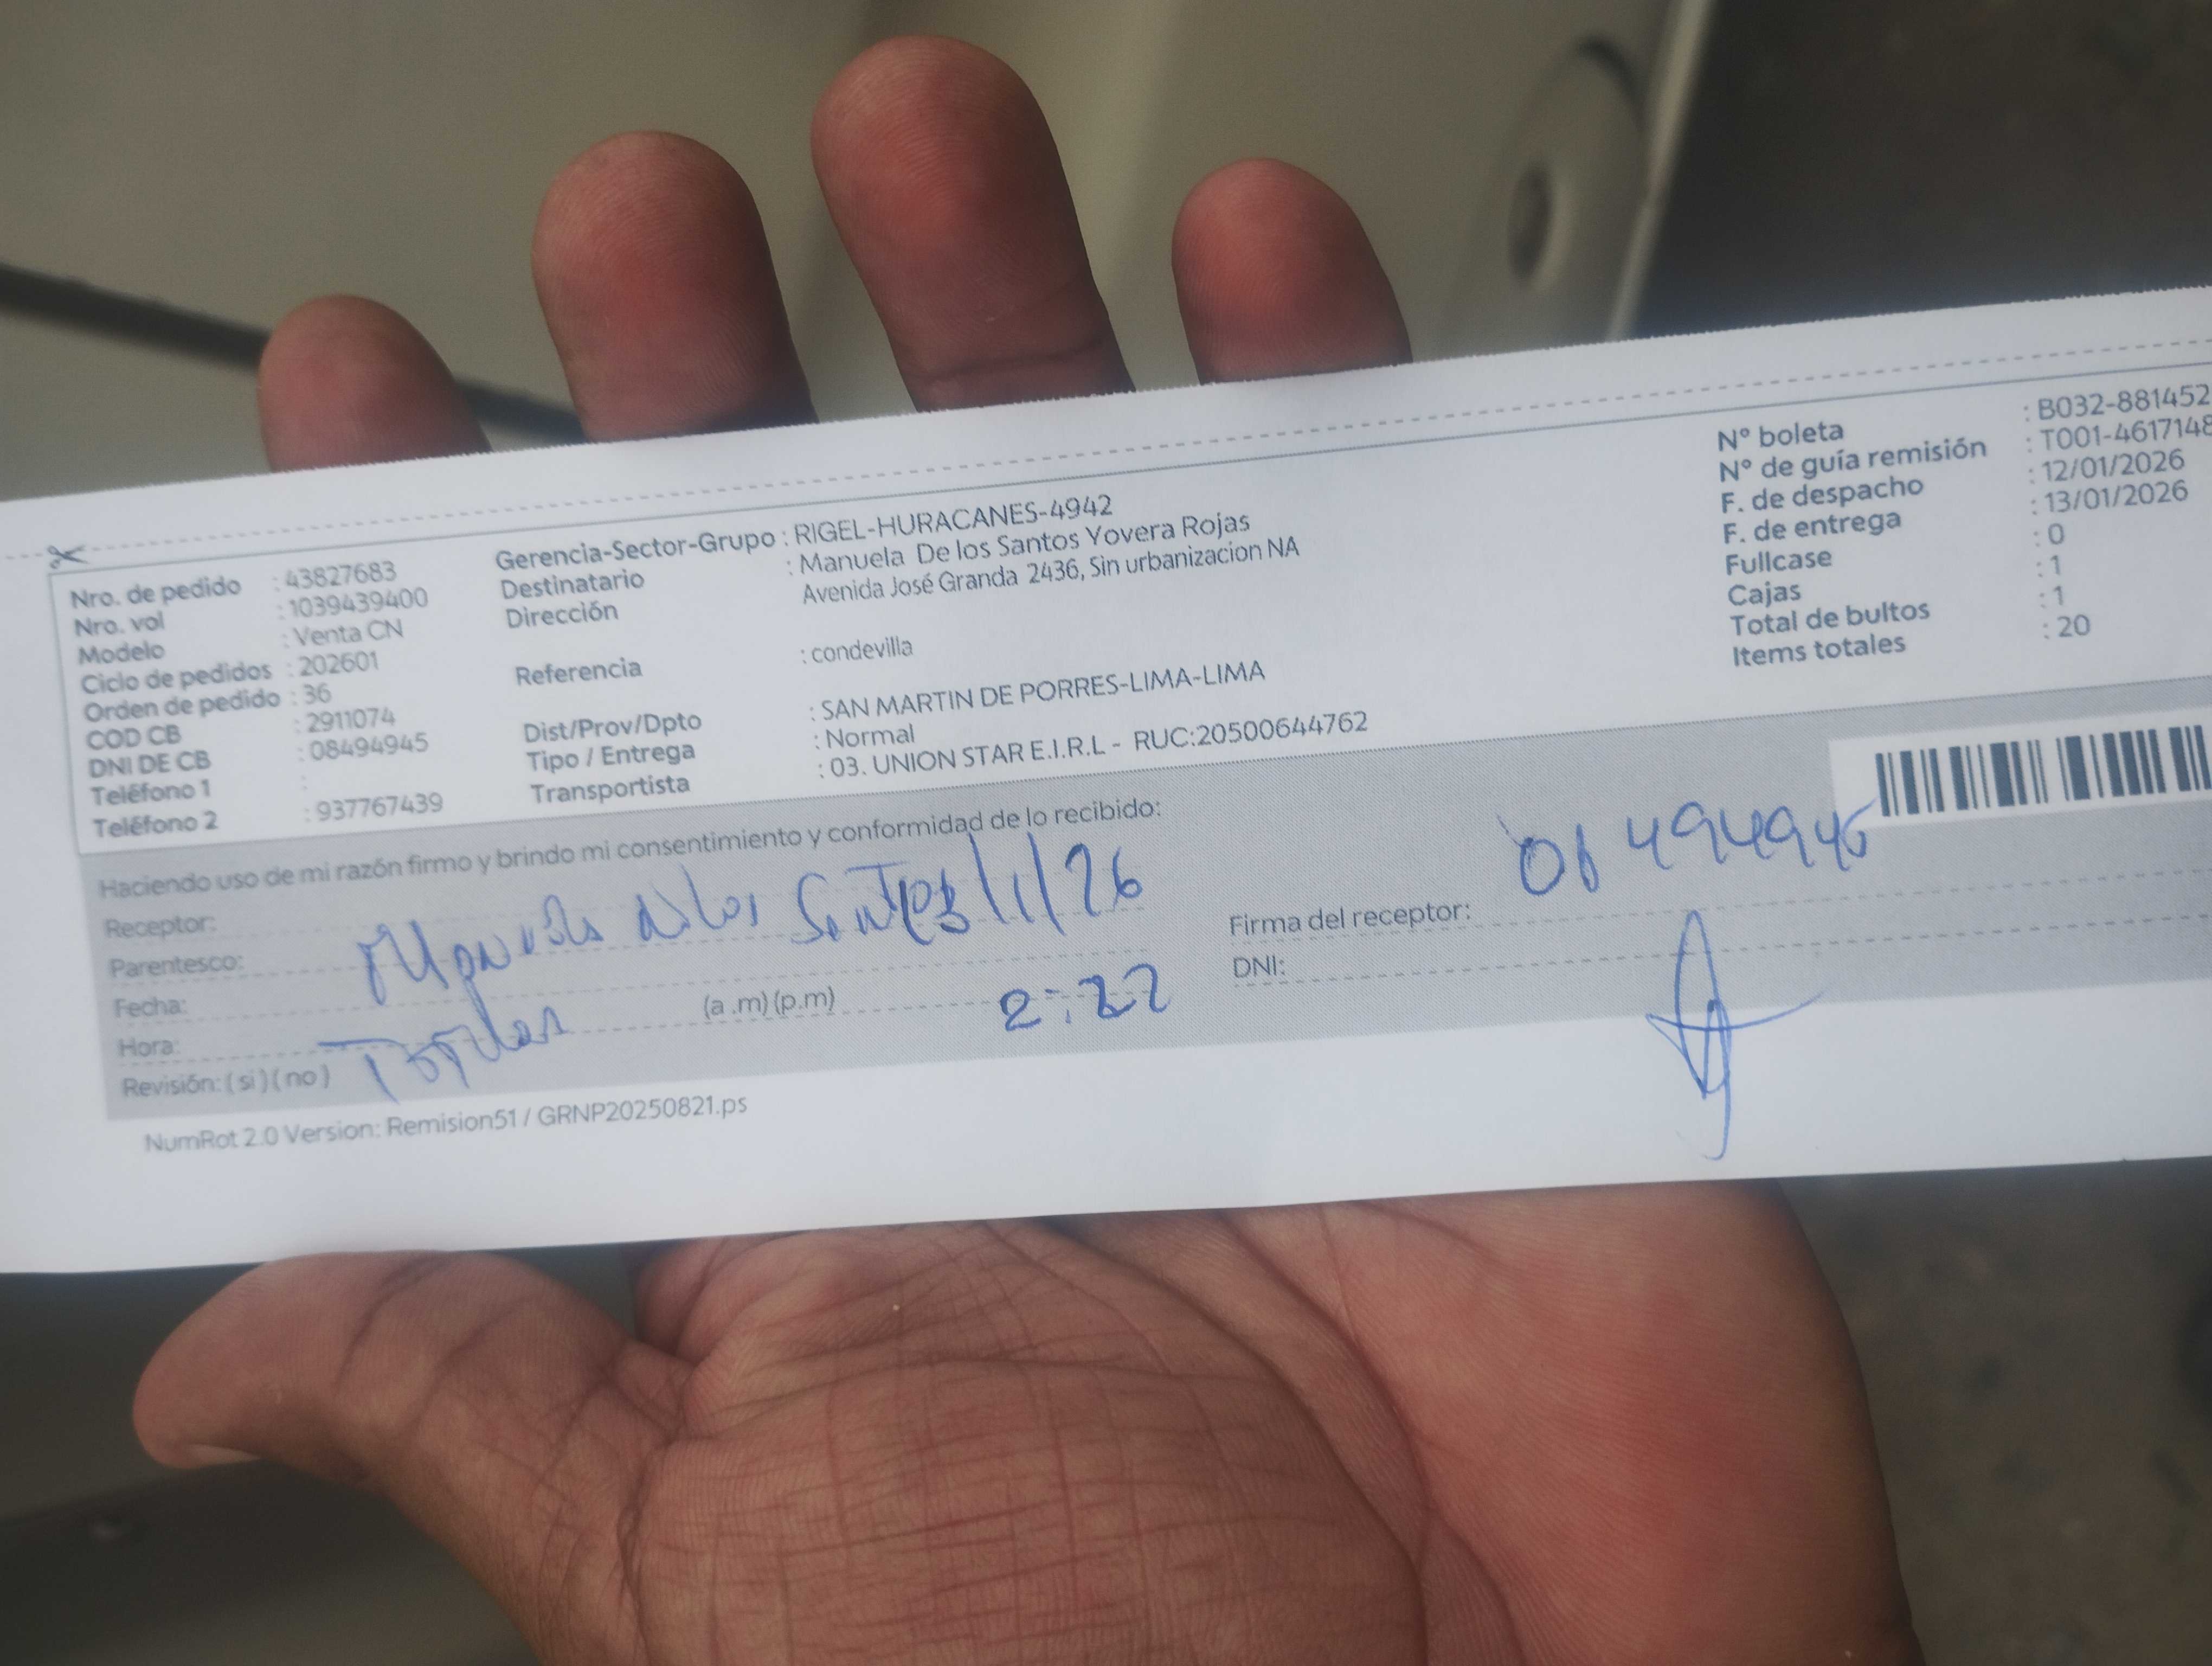 Nro. de pedido : 43827683
Nro. vol : 1039439400
Modelo : Venta CN
Ciclo de pedidos : 202601
Orden de pedido : 36
COD CB : 2911074
DNI DE CB : 08494945
Teléfono 1 :
Teléfono 2 : 937767439
Gerencia-Sector-Grupo : RIGEL-HURACANES-4942
Destinatario : Manuela De los Santos Yovera Rojas
Dirección Avenida José Granda 2436, Sin urbanizacion NA
Referencia : condevilla
Dist/Prov/Dpto : SAN MARTIN DE PORRES-LIMA-LIMA
Tipo / Entrega : Normal
Transportista : 03. UNION STAR E.I.R.L - RUC:20500644762
N° boleta : B032-881452
N° de guía remisión : T001-4617148
F. de despacho : 12/01/2026
F. de entrega : 13/01/2026
Fullcase : 0
Cajas : 1
Total de bultos : 1
Items totales : 20
Haciendo uso de mi razón firmo y brindo mi consentimiento y conformidad de lo recibido:
Receptor:
Parentesco:
Fecha:
Hora: (a .m) (p.m) 2:22
Revisión: ( si ) ( no )
Firma del receptor:
DNI:
NumRot 2.0 Version: Remision51 / GRNP20250821.ps